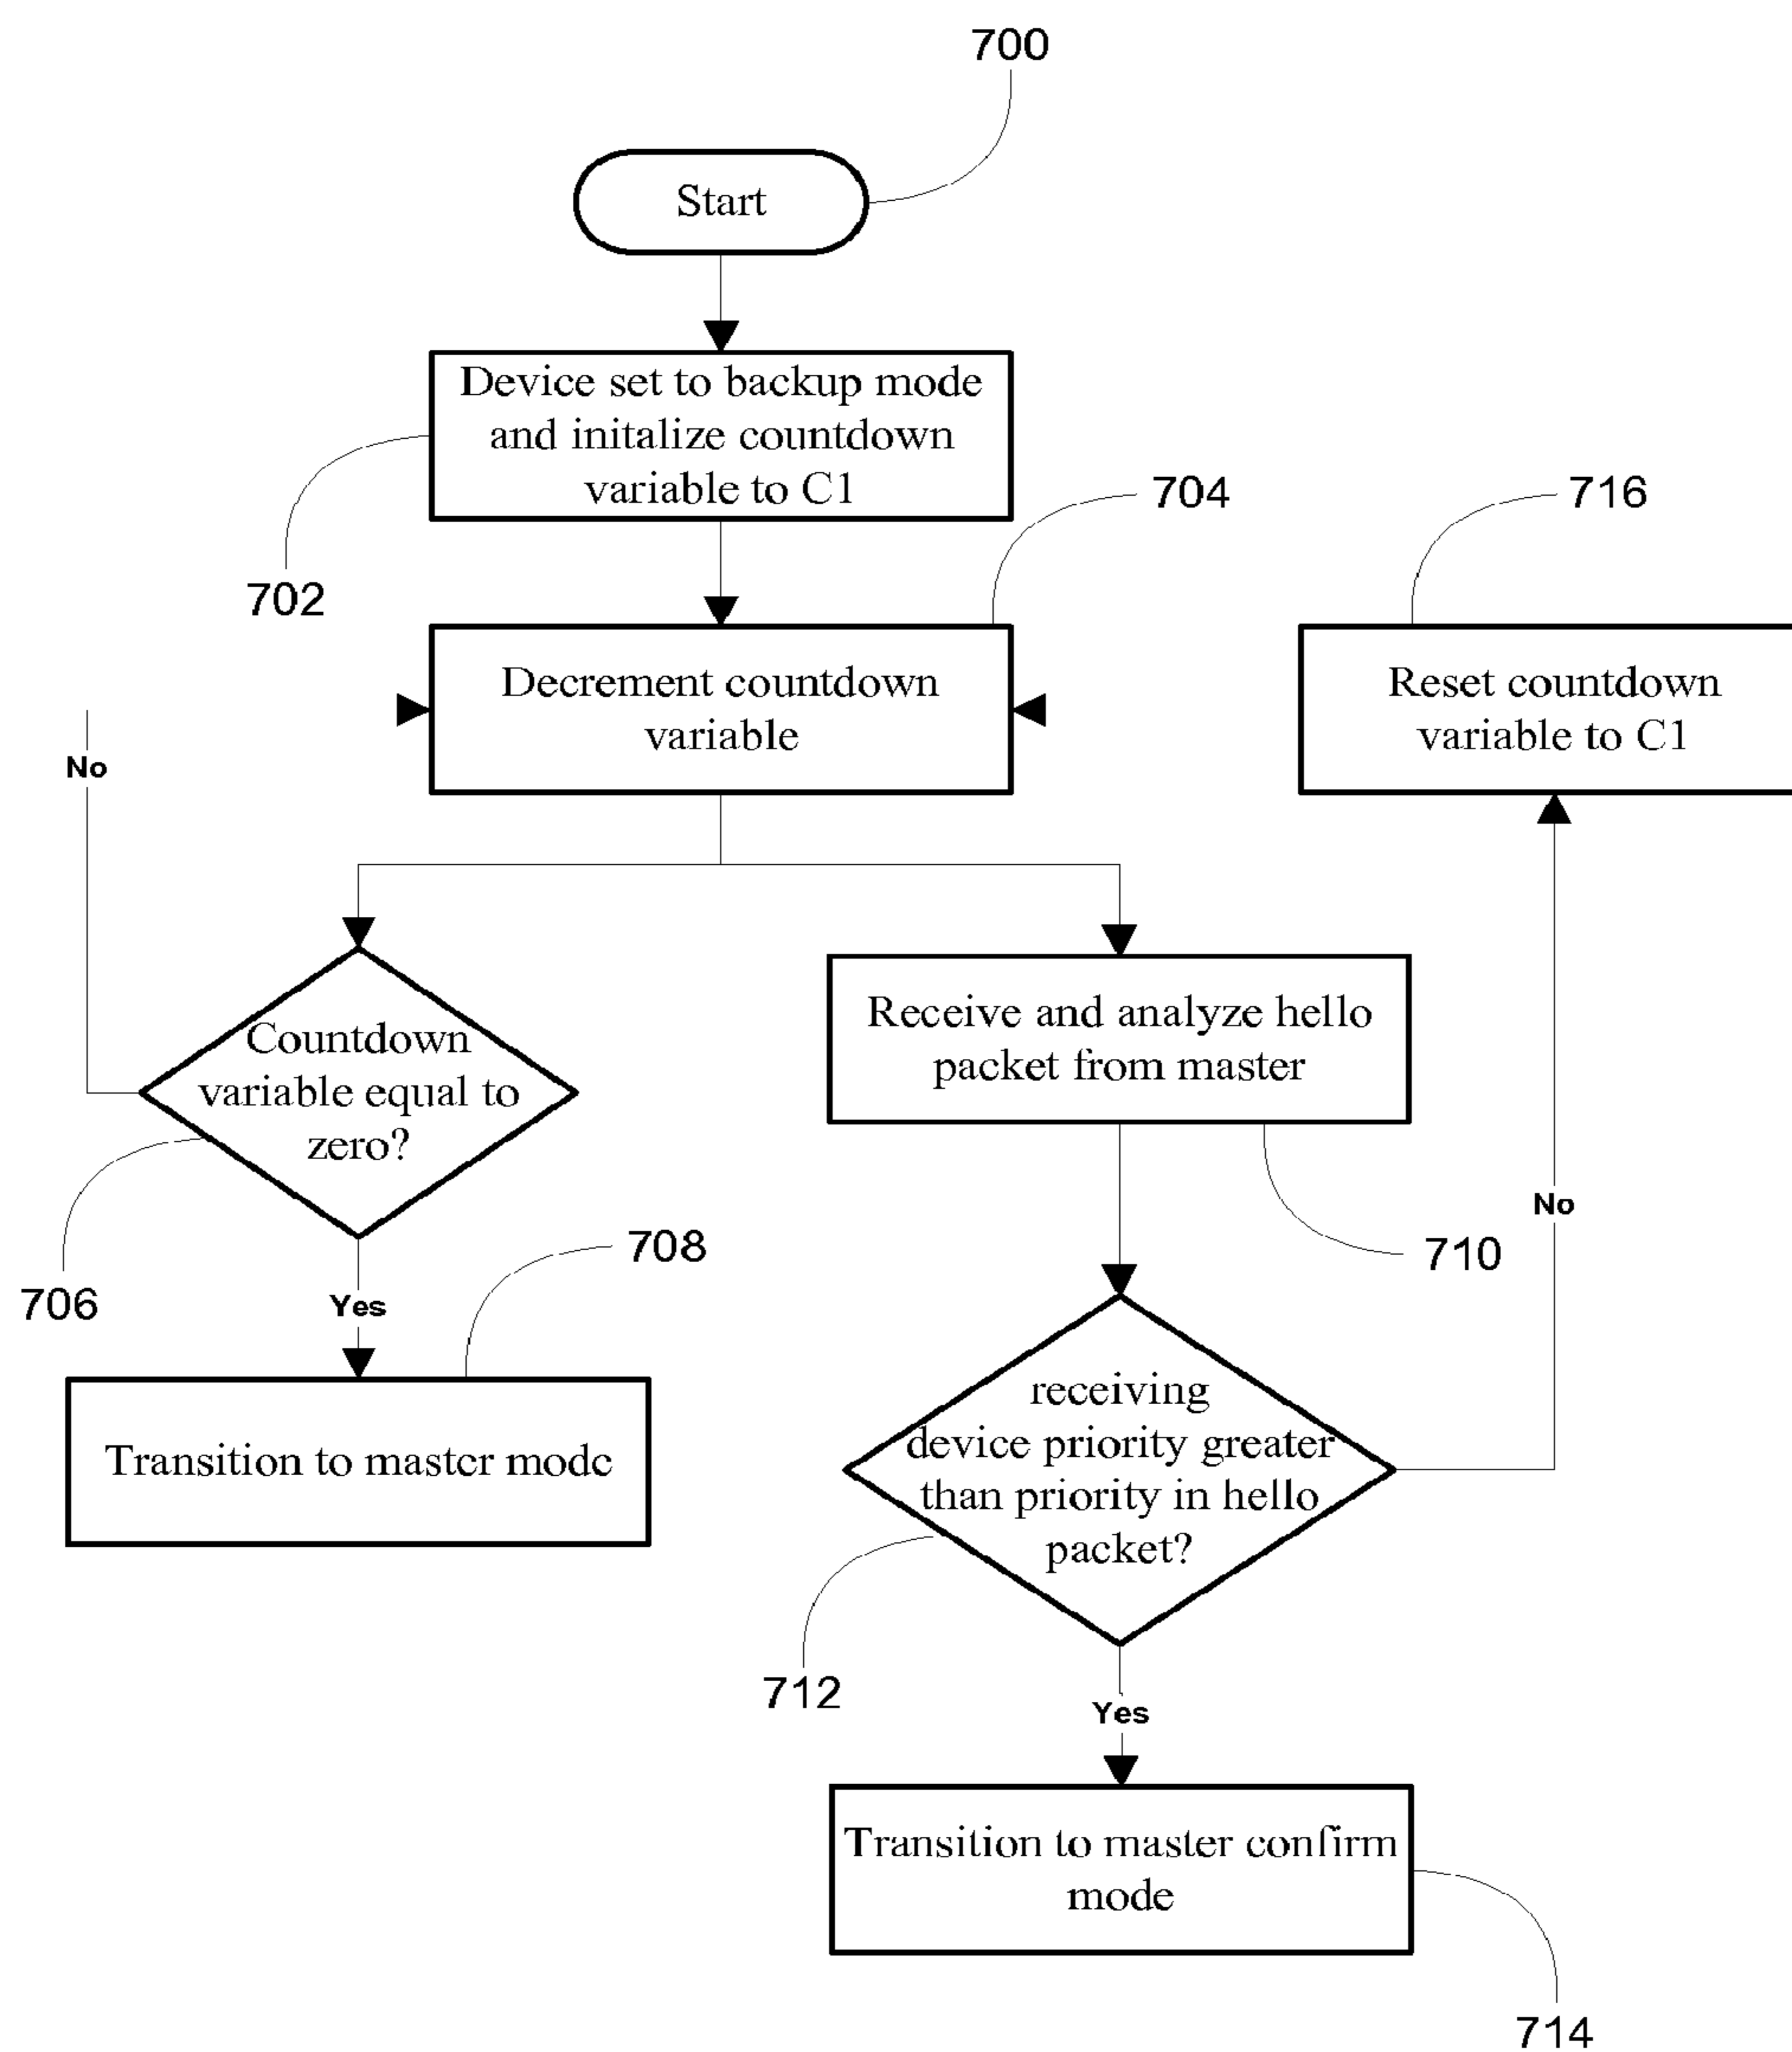 700
Start
Device set to backup mode
and initalize countdown
variable to C1
702
704
716
Decrement countdown
variable
Reset countdown
variable to C1
No
Countdown
variable equal to
zero?
706
Yes
708
Transition to master mode
Receive and analyze hello
packet from master
710
No
receiving
device priority greater
than priority in hello
packet?
712
Yes
Transition to master confirm
mode
714